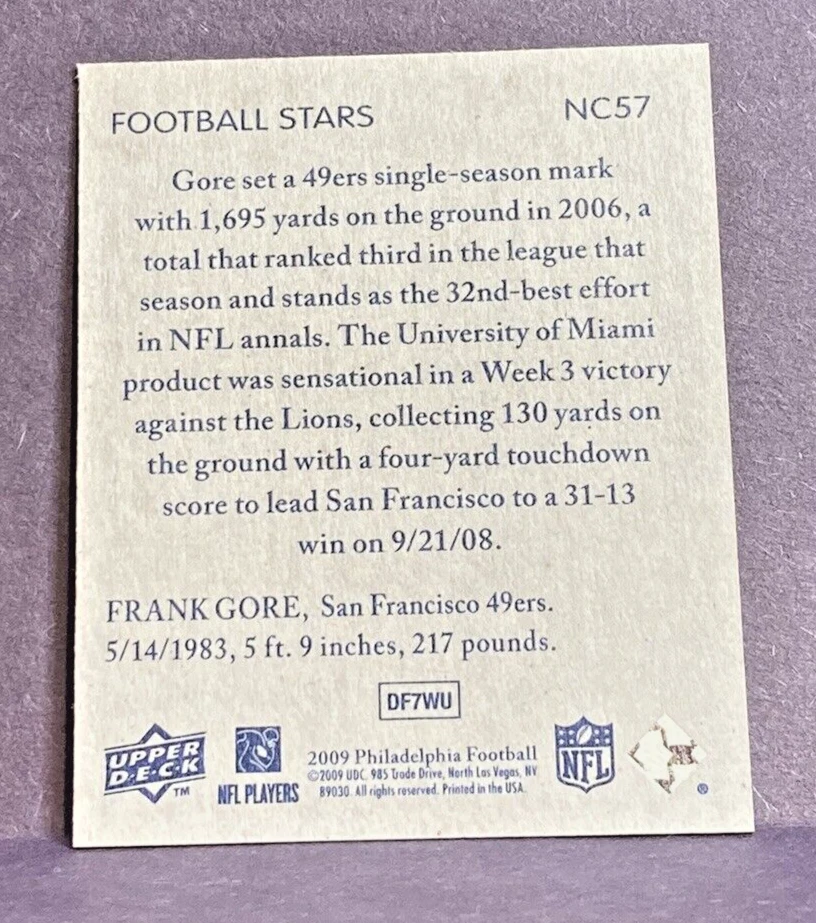 FOOTBALL STARS NC57
Gore set a 49ers single-season mark
with 1,695 yards on the ground in 2006, a
total that ranked third in the league that
season and stands as the 32nd-best effort
in NFL annals. The University of Miami
product was sensational in a Week 3 victory
against the Lions, collecting 130 yards on
the ground with a four-yard touchdown
score to lead San Francisco to a 31-13
win on 9/21/08.
FRANK GORE, San Francisco 49ers.
5/14/1983, 5 ft. 9 inches, 217 pounds.
DF7WU
UPPER
D.E.C.K
TM
NFL PLAYERS
2009 Philadelphia Football
©2009 UDC, 985 Trade Drive, North Las Vegas, NV
89030. All rights reserved. Printed in the USA.
NFL
®